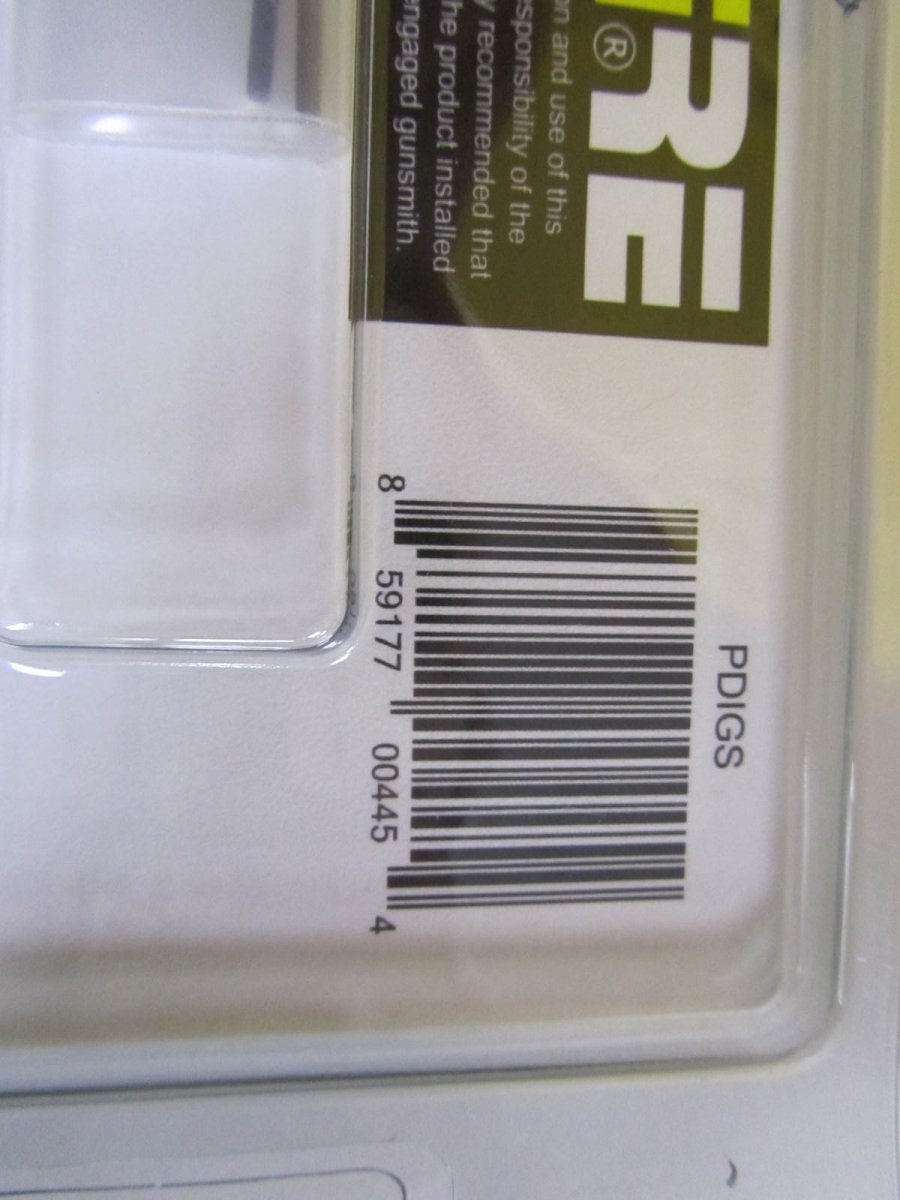 RE®
on and use of this
esponsibility of the
y recommended that
he product installed
engaged gunsmith.
PDIGS
8 59177 00445 4